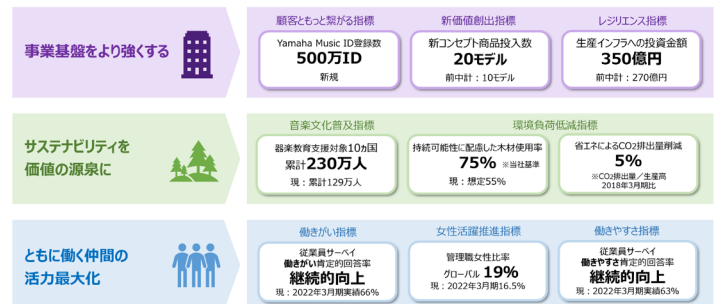 事業基盤をより強くする
顧客ともっと繋がる指標
Yamaha Music ID登録数
500万ID
新規
新価値創出指標
新コンセプト商品投入数
20モデル
前中計：10モデル
レジリエンス指標
生産インフラへの投資金額
350億円
前中計：270億円
サステナビリティを
価値の源泉に
音楽文化普及指標
器楽教育支援対象10ヵ国
累計230万人
現：累計129万人
環境負荷低減指標
持続可能性に配慮した木材使用率
75% ※当社基準
現：想定55%
省エネによるCO2排出量削減
5%
※CO2排出量／生産高
2018年3月期比
ともに働く仲間の
活力最大化
働きがい指標
従業員サーベイ
働きがい肯定的回答率
継続的向上
現：2022年3月期実績66%
女性活躍推進指標
管理職女性比率
グローバル 19%
現：2022年3月期16.5%
働きやすさ指標
従業員サーベイ
働きやすさ肯定的回答率
継続的向上
現：2022年3月期実績63%